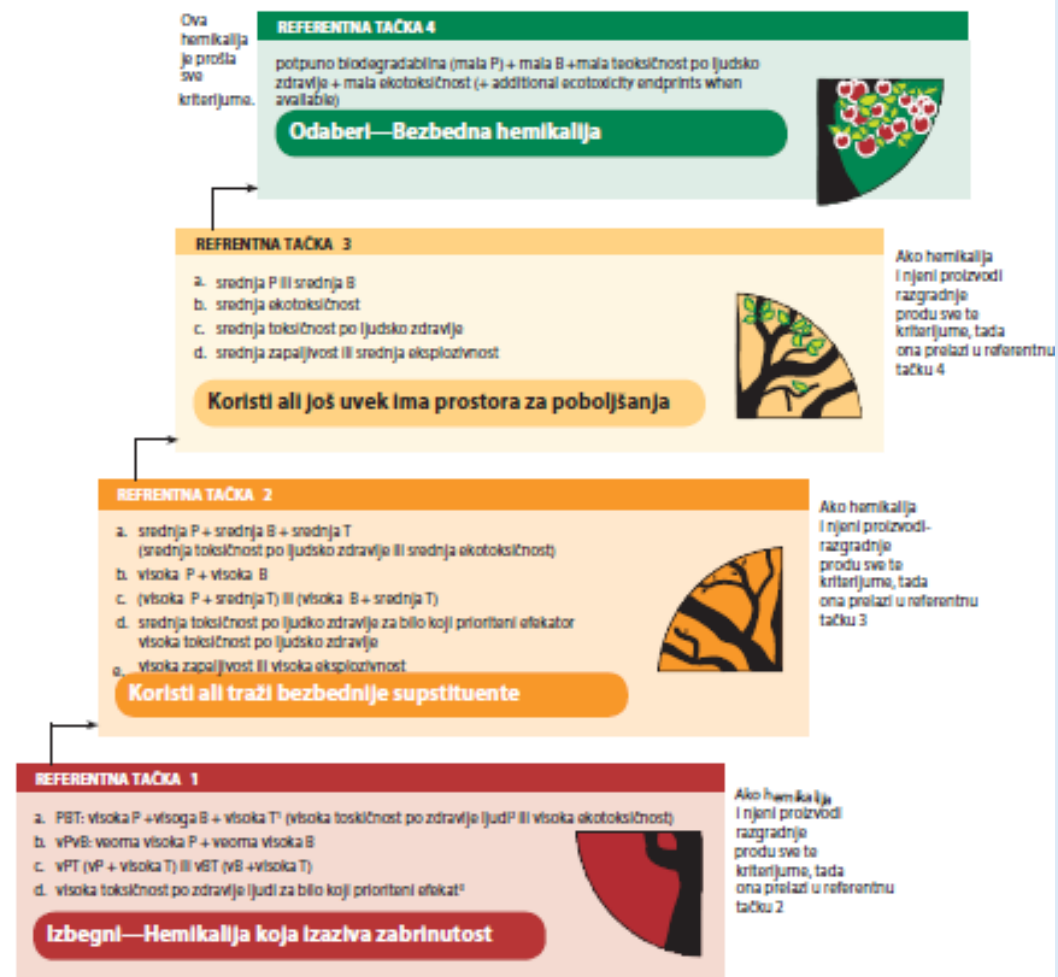 Ova
hemikalija
je prošla
sve
kriterijume.
REFERENTNA TAČKA 4
potpuno biodegradabilna (mala P) + mala B +mala teoksičnost po ljudsko
zdravlje + mala ekotoksičnost (+ additional ecotoxicity endprints when
available)
Odaberi—Bezbedna hemikalija
REFRENTNA TAČKA 3
a. srednja P ili srednja B
b. srednja ekotoksičnost
c. srednja toksičnost po ljudsko zdravlje
d. srednja zapaljivost ili srednja eksplozivnost
Koristi ali još uvek ima prostora za poboljšanja
Ako hemikalija
i njeni proizvodi
razgradnje
produ sve te
kriterijume, tada
ona prelazi u referentnu
tačku 4
REFRENTNA TAČKA 2
a. srednja P + srednja B + srednja T
(srednja toksičnost po ljudsko zdravlje ili srednja ekotoksičnost)
b. visoka P + visoka B
c. (visoka P + srednja T) ili (visoka B + srednja T)
d. srednja toksičnost po ljudko zdravlje za bilo koji prioriteni efekator
visoka toksičnost po ljudsko zdravlje
e. visoka zapaljivost ili visoka eksplozivnost
Koristi ali traži bezbednije supstituente
Ako hemikalija
i njeni proizvodi-
razgradnje
produ sve te
kriterijume, tada
ona prelazi u referentnu
tačku 3
REFERENTNA TAČKA 1
a. PBT: visoka P +visoga B + visoka T¹ (visoka toskičnost po zdravlje ljudi² ili visoka ekotoksičnost)
b. vPvB: veoma visoka P + veoma visoka B
c. vPT (vP + visoka T) ili vBT (vB +visoka T)
d. visoka toksičnost po zdravlje ljudi za bilo koji prioriteni efekat³
Izbegni—Hemikalija koja izaziva zabrinutost
Ako hemikalija
i njeni proizvodi
razgradnje
produ sve te
kriterijume, tada
ona prelazi u referentnu
tačku 2